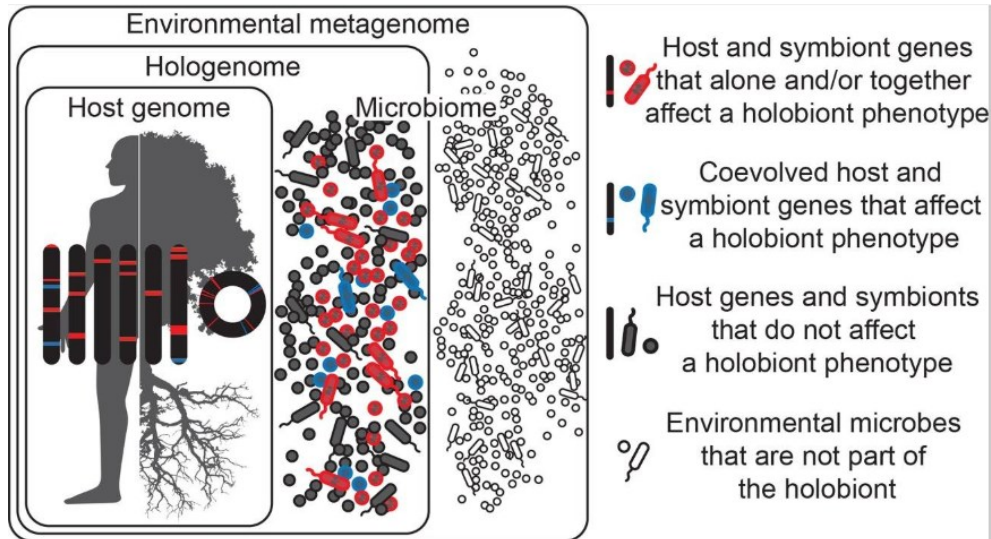 Environmental metagenome
Hologenome
Host genome
Microbiome
Host and symbiont genes
that alone and/or together
affect a holobiont phenotype
Coevolved host and
symbiont genes that affect
a holobiont phenotype
Host genes and symbionts
that do not affect
a holobiont phenotype
Environmental microbes
that are not part of
the holobiont